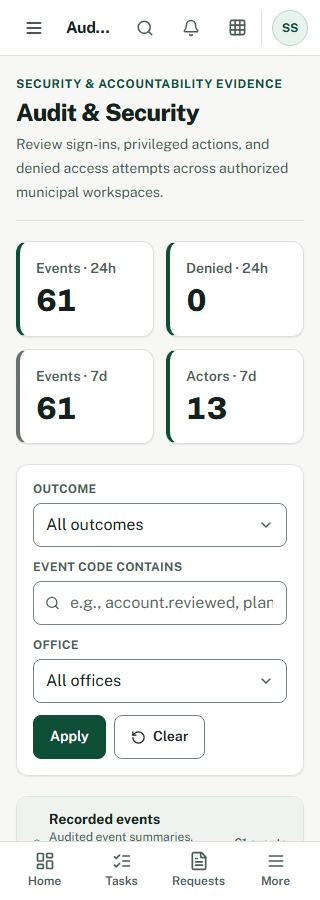 Aud...
SS
SECURITY & ACCOUNTABILITY EVIDENCE
Audit & Security
Review sign-ins, privileged actions, and
denied access attempts across authorized
municipal workspaces.
Events · 24h
61
Denied · 24h
0
Events · 7d
61
Actors · 7d
13
OUTCOME
All outcomes
EVENT CODE CONTAINS
e.g., account.reviewed, plan
OFFICE
All offices
Apply
Clear
Recorded events
Audited event summaries.
Home
Tasks
Requests
More